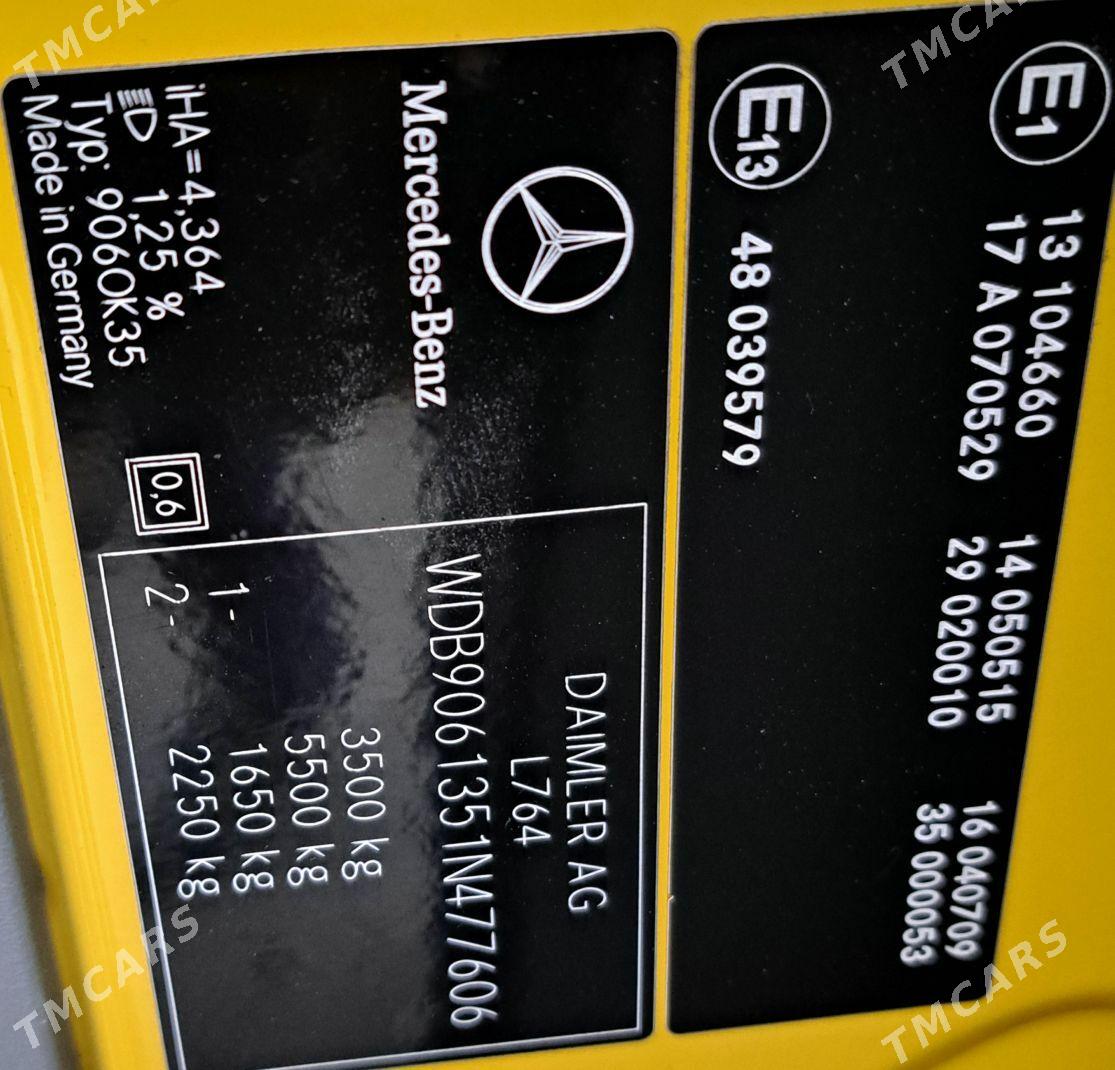 E1
13 104660 14 050515 16 040709
17 A 070529 29 020010 35 000053
E13
48 039579
Mercedes-Benz
DAIMLER AG
L764
WDB9061351N477606
3500 kg
5500 kg
1- 1650 kg
2- 2250 kg
iHA=4,364
1,25 %
Typ: 906OK35
Made in Germany
0,6
TMCARS
TMCARS
TMCARS
TMCARS